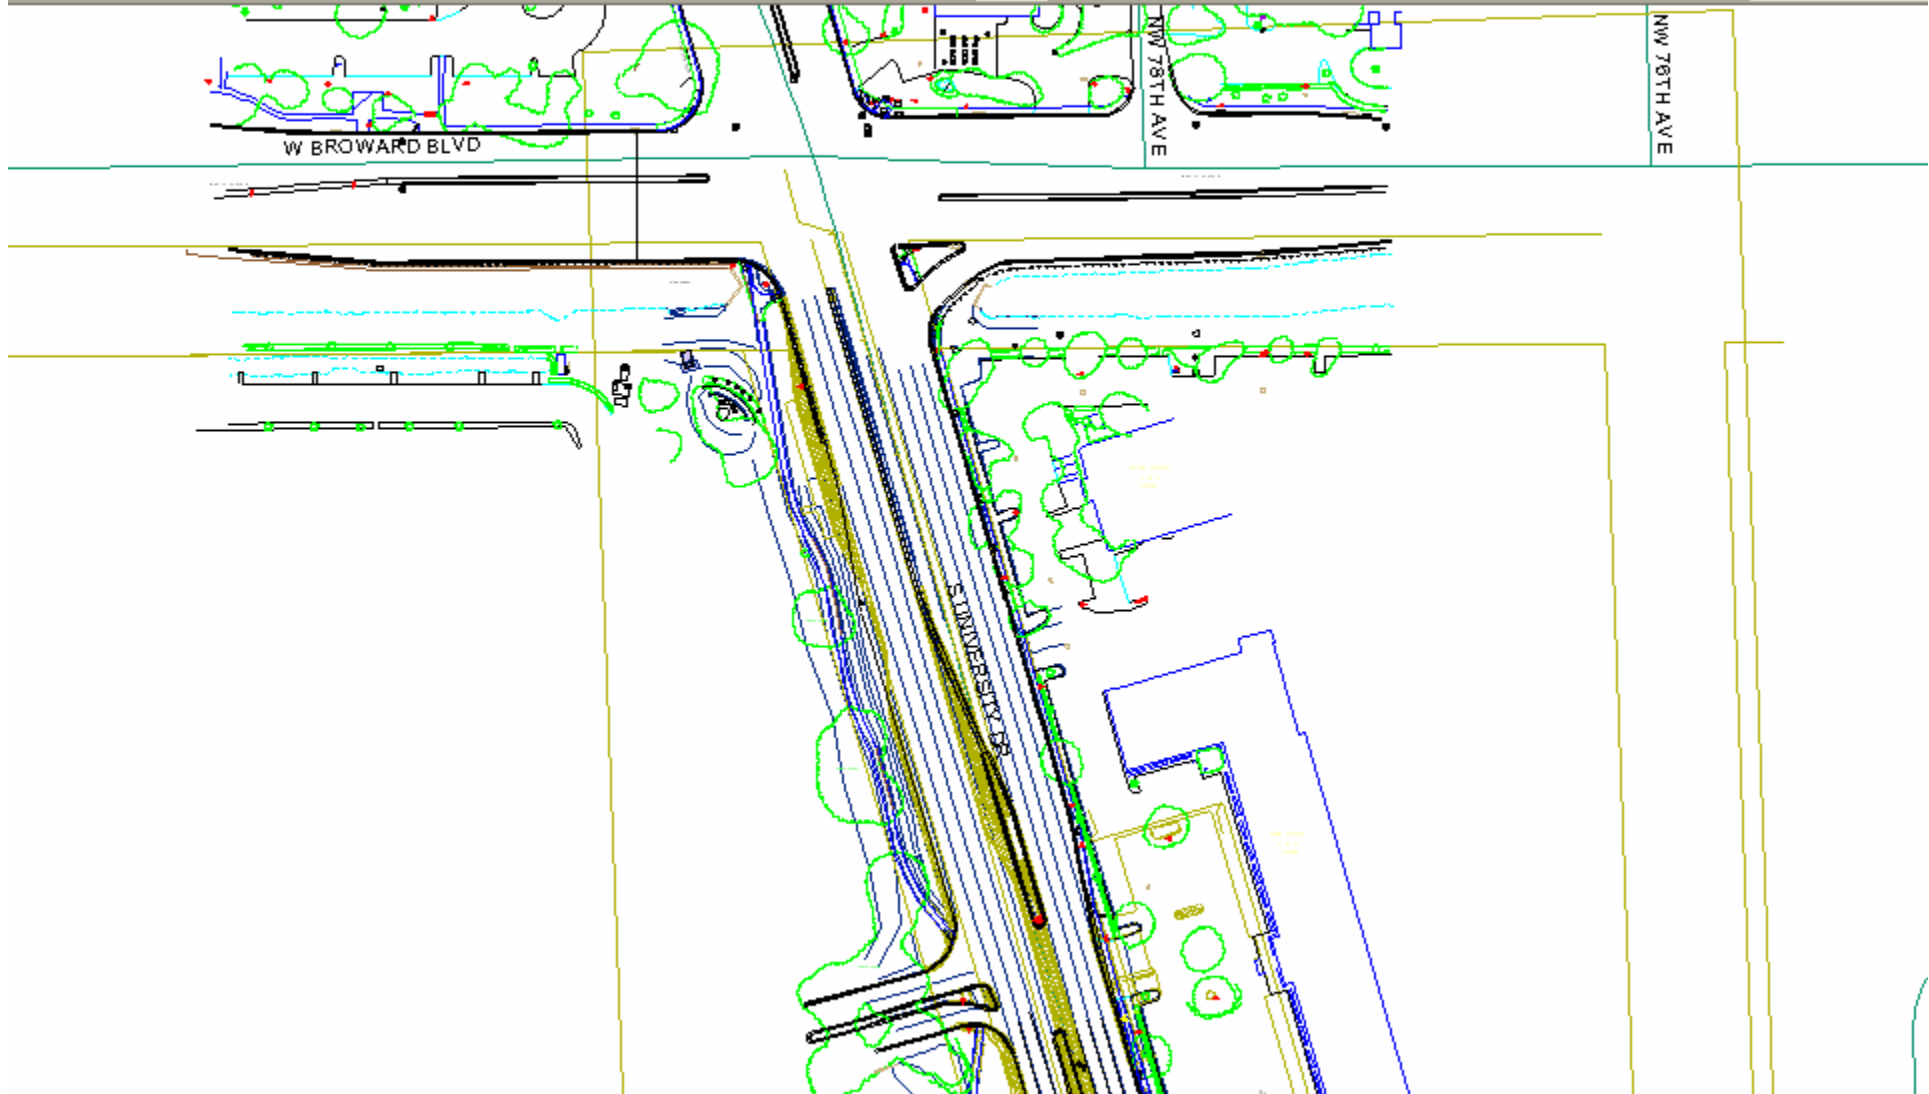 NW 78TH AVE
NW 76TH AVE
W BROWARD BLVD
S UNIVERSITY DR